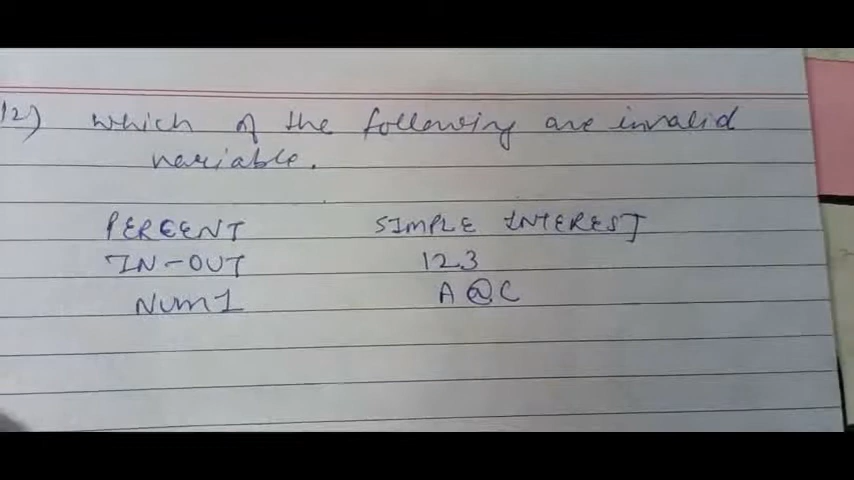 12) which of the following are invalid
variable.
PERCENT SIMPLE INTEREST
IN-OUT 123
NUM1 A@C